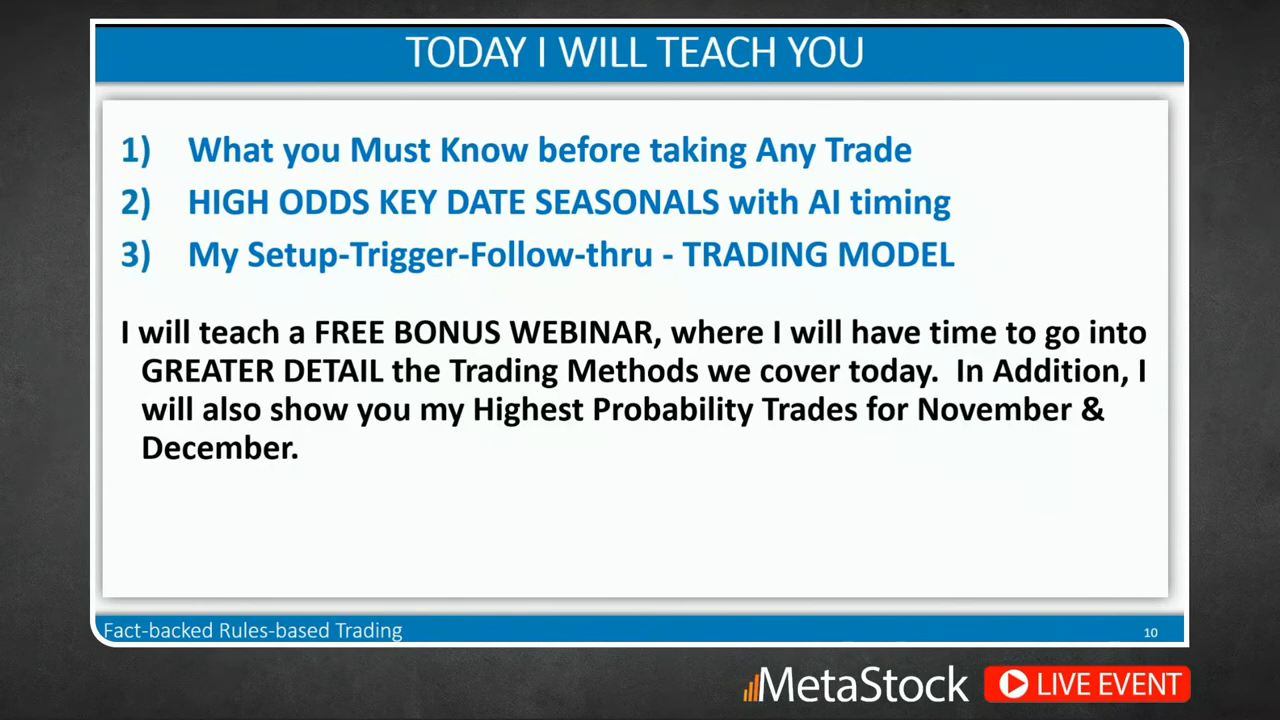 TODAY I WILL TEACH YOU
1) What you Must Know before taking Any Trade
2) HIGH ODDS KEY DATE SEASONALS with AI timing
3) My Setup-Trigger-Follow-thru - TRADING MODEL
I will teach a FREE BONUS WEBINAR, where I will have time to go into
GREATER DETAIL the Trading Methods we cover today. In Addition, I
will also show you my Highest Probability Trades for November &
December.
Fact-backed Rules-based Trading
10
MetaStock
LIVE EVENT